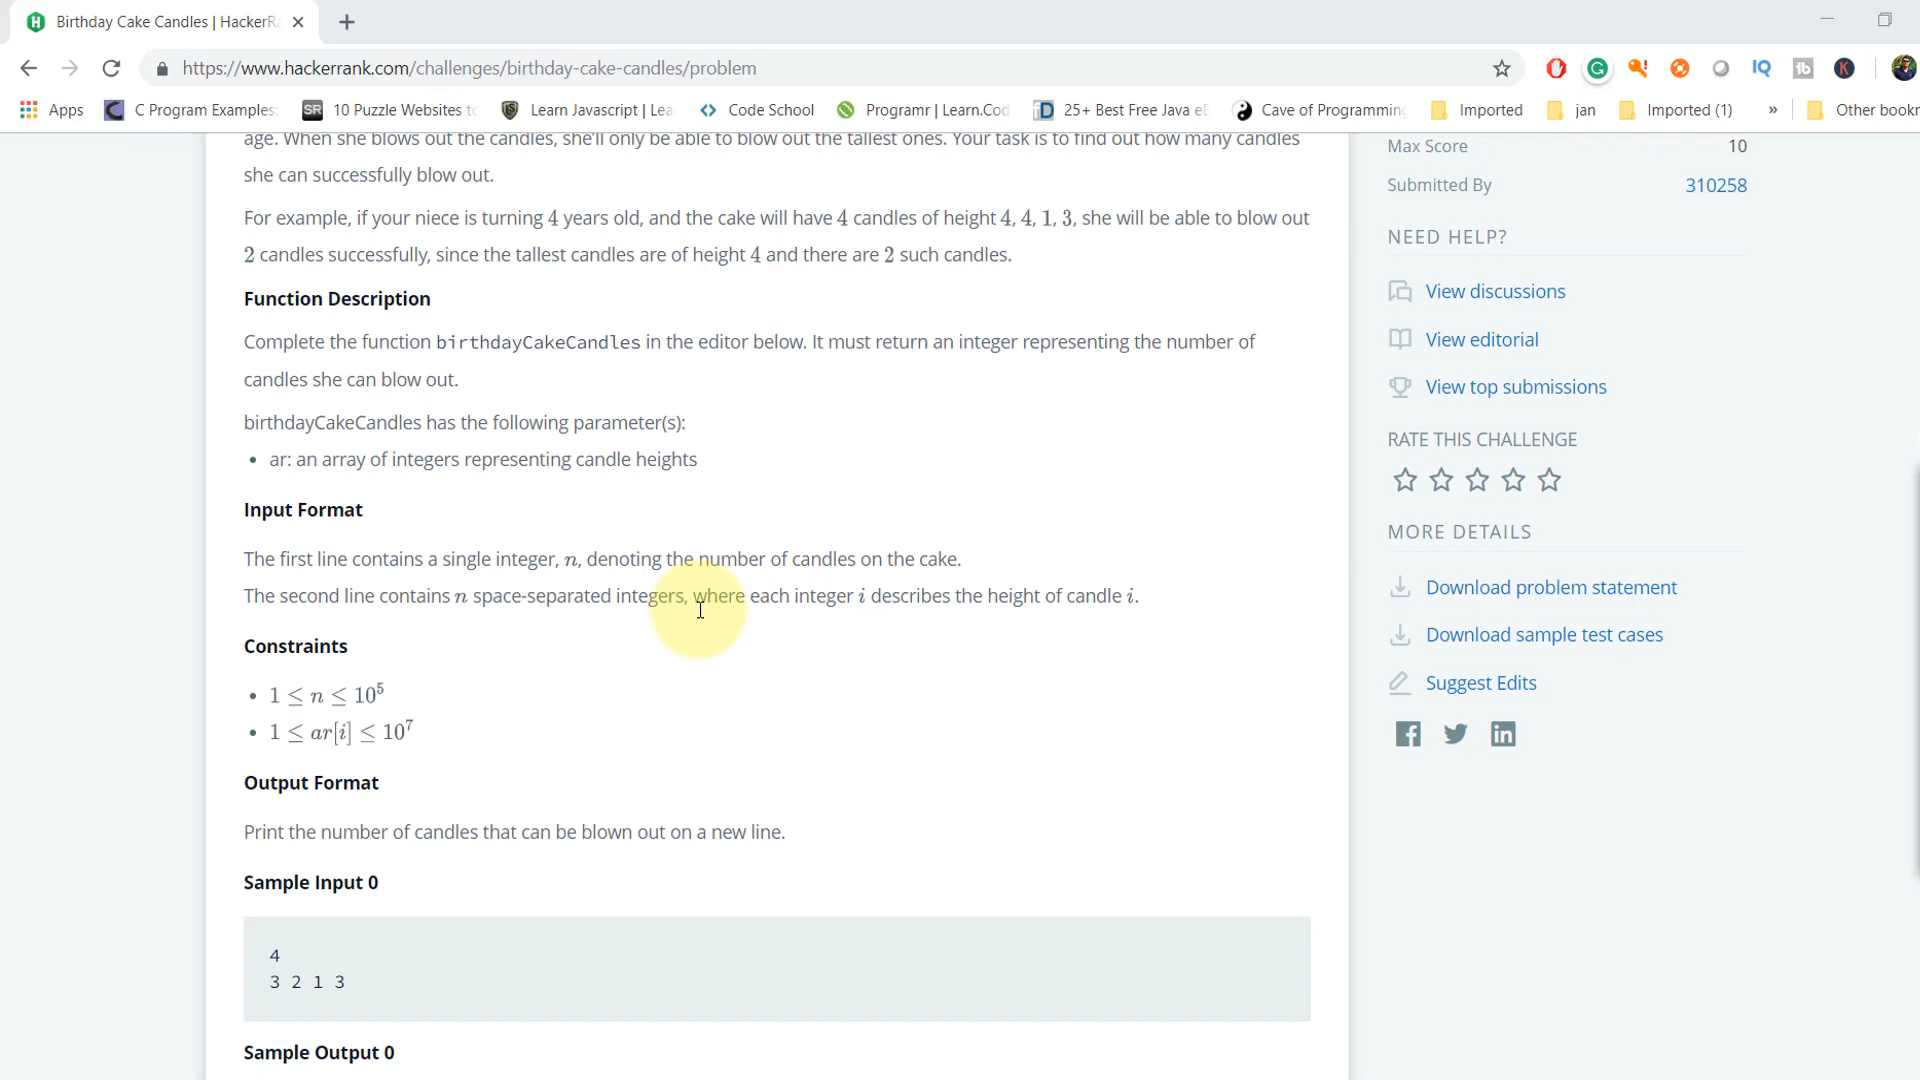 Birthday Cake Candles | HackerRa
https://www.hackerrank.com/challenges/birthday-cake-candles/problem
Apps C Program Examples: SR 10 Puzzle Websites to Learn Javascript | Lea Code School Programr | Learn.Cod 25+ Best Free Java eB Cave of Programming Imported jan Imported (1) » Other bookm
age. When she blows out the candles, she'll only be able to blow out the tallest ones. Your task is to find out how many candles
she can successfully blow out.
For example, if your niece is turning 4 years old, and the cake will have 4 candles of height 4, 4, 1, 3, she will be able to blow out
2 candles successfully, since the tallest candles are of height 4 and there are 2 such candles.
Function Description
Complete the function birthdayCakeCandles in the editor below. It must return an integer representing the number of
candles she can blow out.
birthdayCakeCandles has the following parameter(s):
• ar: an array of integers representing candle heights
Input Format
The first line contains a single integer, n, denoting the number of candles on the cake.
The second line contains n space-separated integers, where each integer i describes the height of candle i.
Constraints
• 1 ≤ n ≤ 10⁵
• 1 ≤ ar[i] ≤ 10⁷
Output Format
Print the number of candles that can be blown out on a new line.
Sample Input 0
4
3 2 1 3
Sample Output 0
Max Score 10
Submitted By 310258
NEED HELP?
View discussions
View editorial
View top submissions
RATE THIS CHALLENGE
MORE DETAILS
Download problem statement
Download sample test cases
Suggest Edits